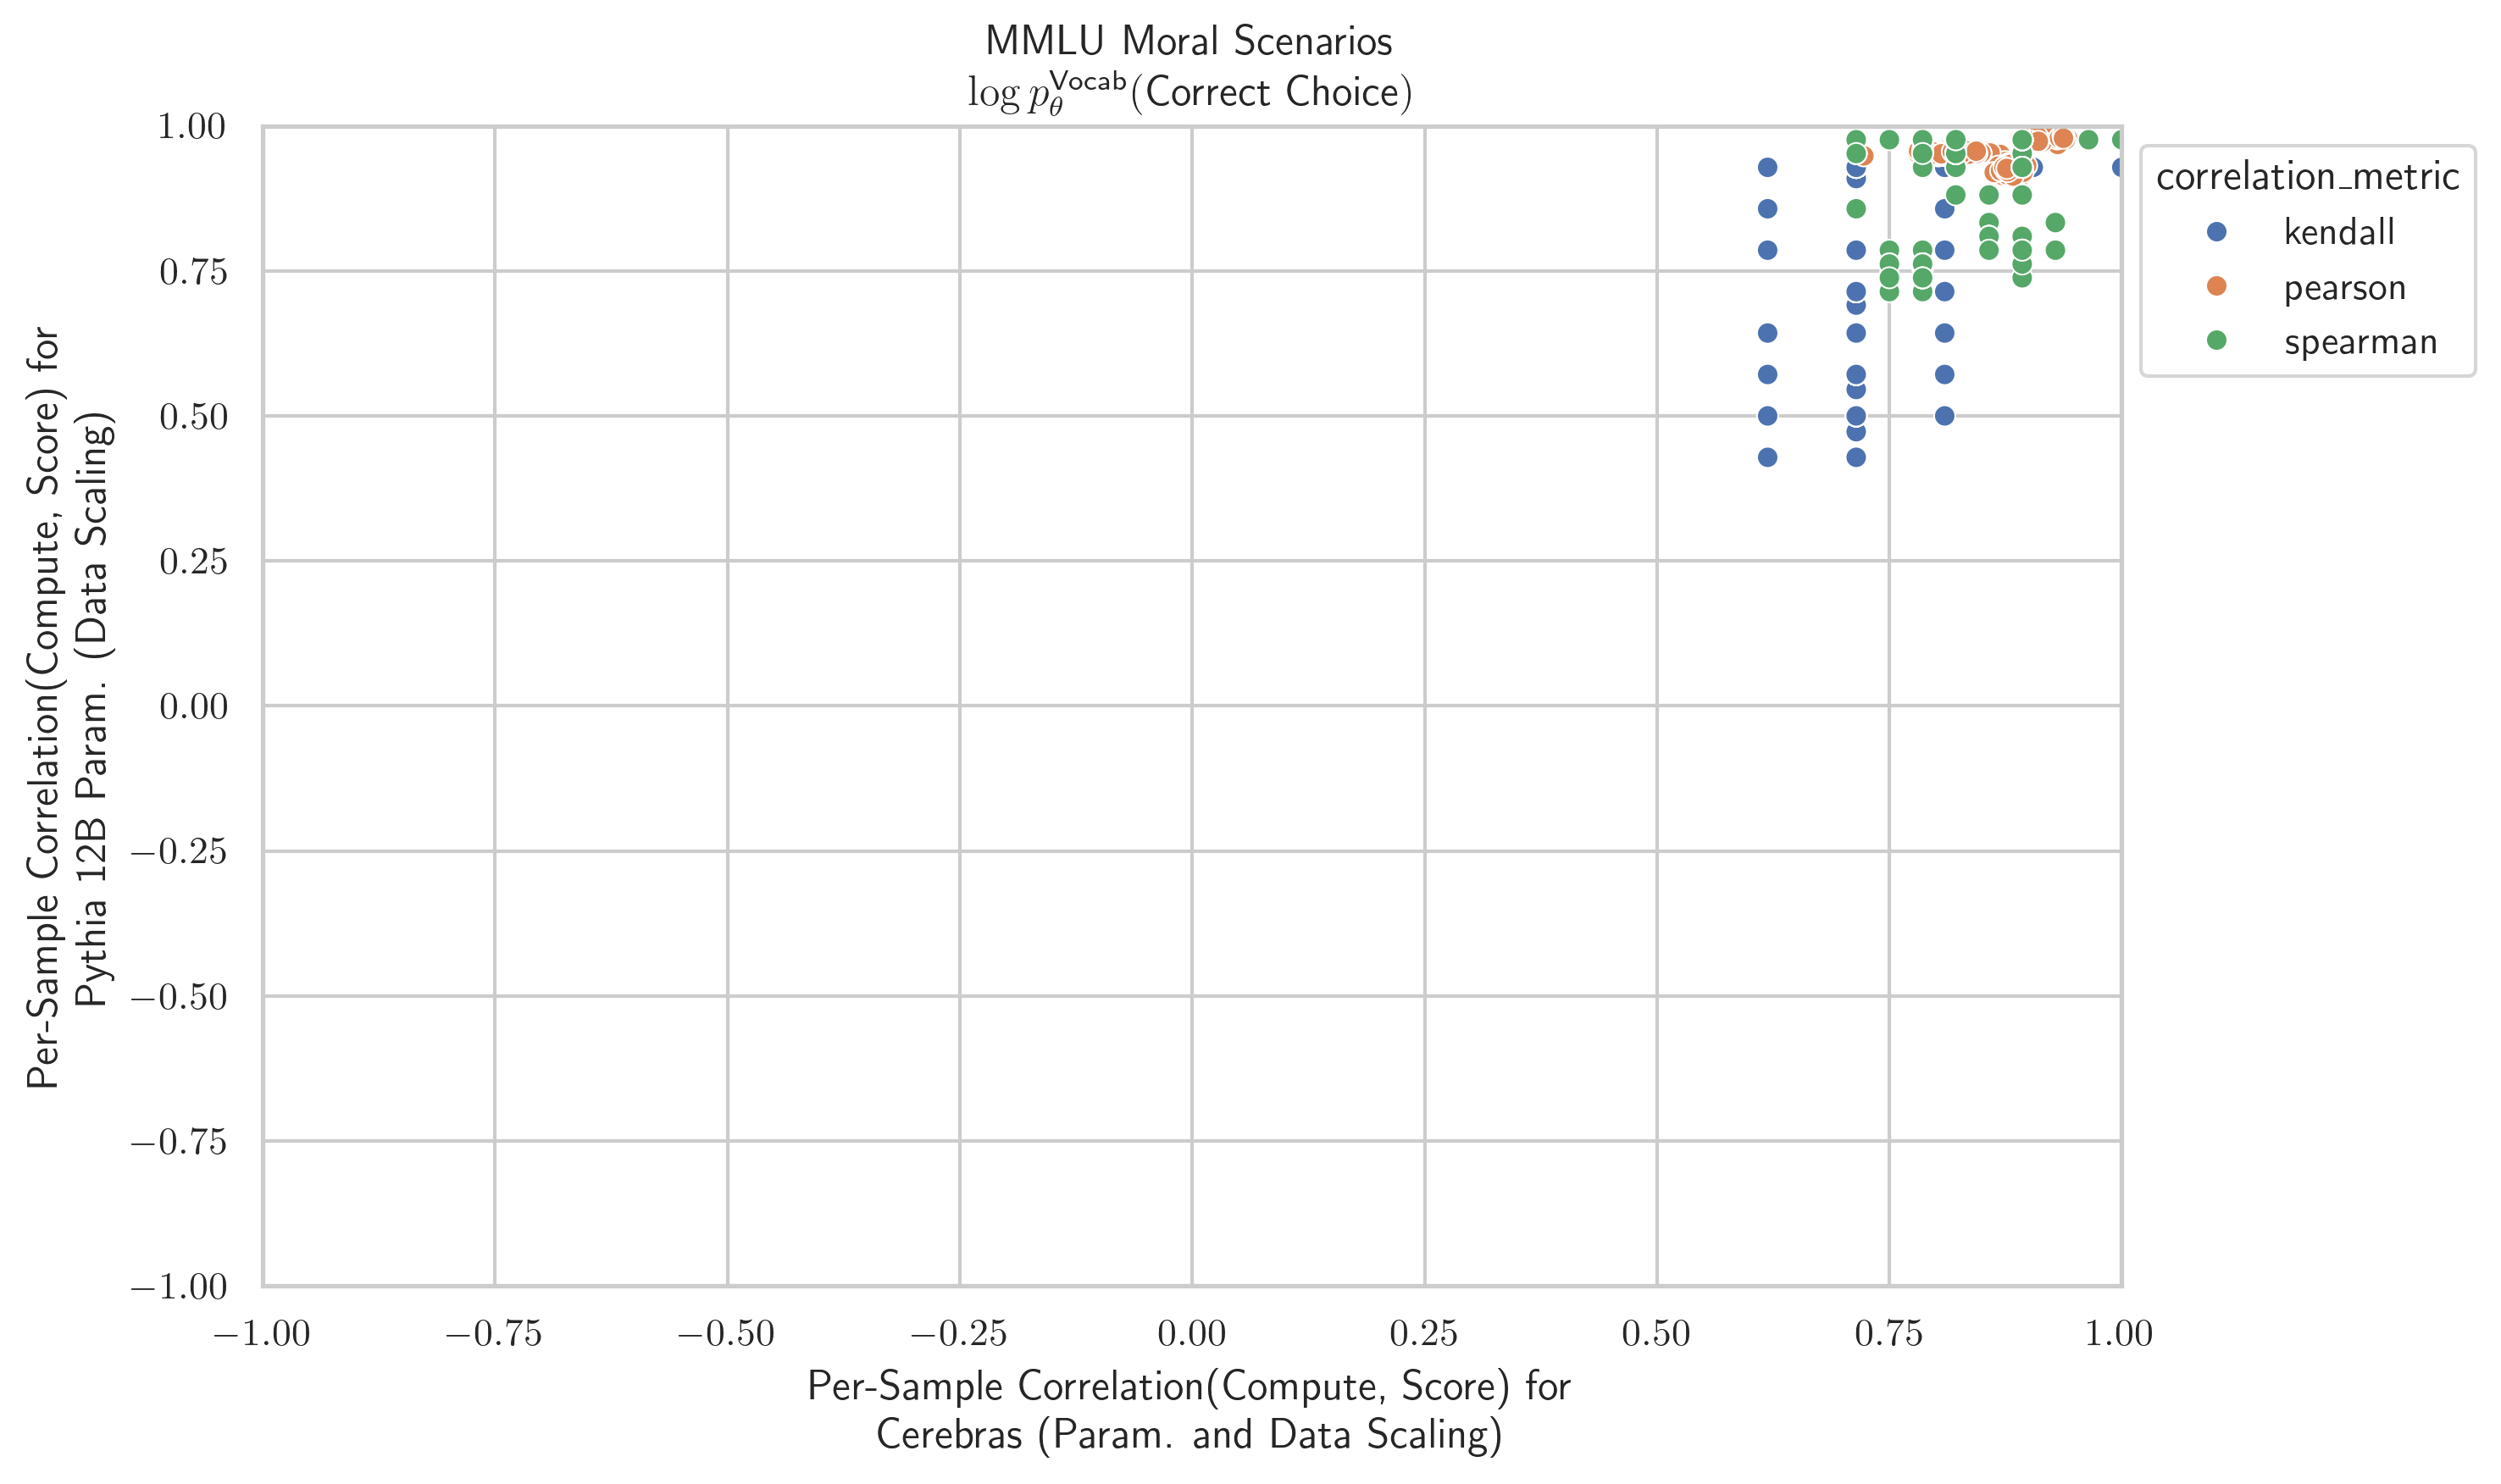 MMLU Moral Scenarios
log p_θ^Vocab(Correct Choice)
1.00
0.75
0.50
0.25
0.00
−0.25
−0.50
−0.75
−1.00
Per-Sample Correlation(Compute, Score) for
Pythia 12B Param. (Data Scaling)
correlation_metric
kendall
pearson
spearman
−1.00 −0.75 −0.50 −0.25 0.00 0.25 0.50 0.75 1.00
Per-Sample Correlation(Compute, Score) for
Cerebras (Param. and Data Scaling)